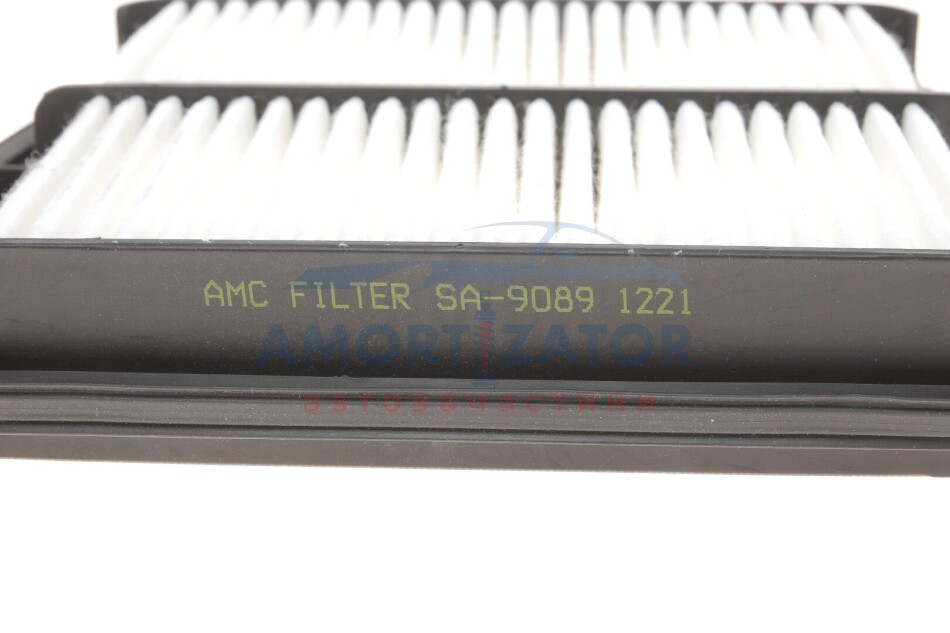 AMC FILTER SA-9089 1221
AMORTIZATOR
автозапчастини